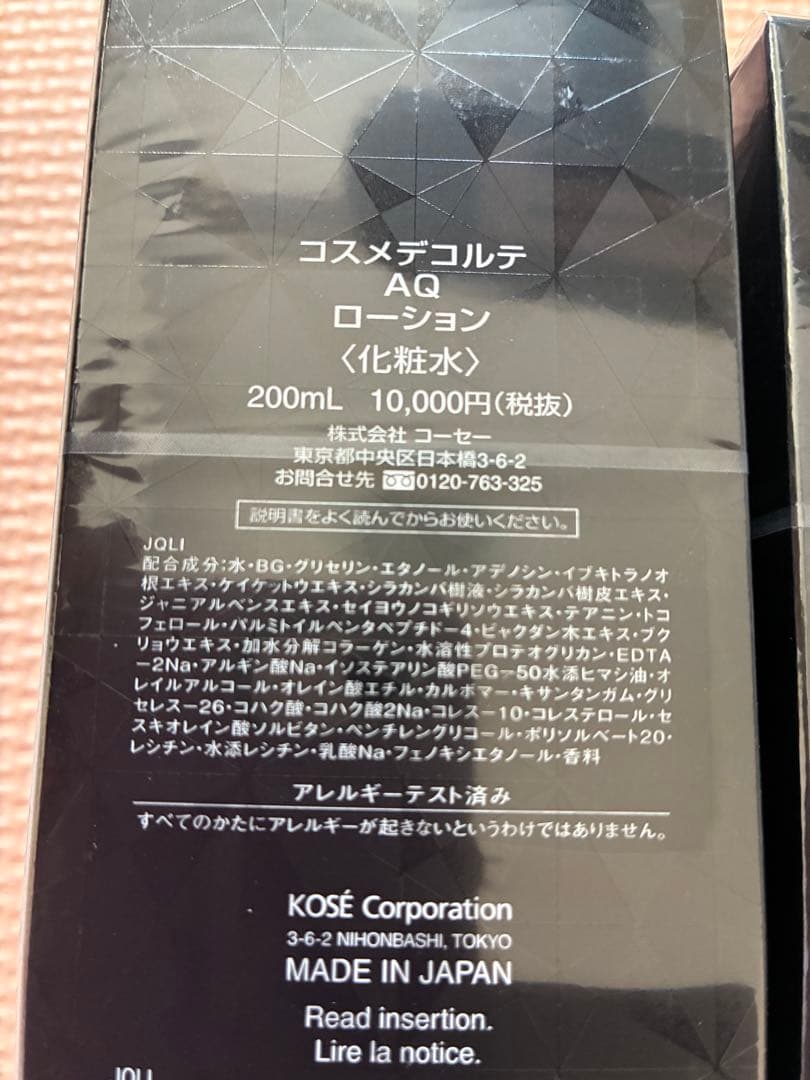 コスメデコルテ
AQ
ローション
〈化粧水〉
200mL 10,000円(税抜)
株式会社 コーセー
東京都中央区日本橋3-6-2
お問合せ先 0120-763-325
説明書をよく読んでからお使いください。
JQLI
配合成分:水・BG・グリセリン・エタノール・アデノシン・イブキトラノオ
根エキス・ケイケットウエキス・シラカンバ樹液・シラカンバ樹皮エキス・
ジャニアルベンスエキス・セイヨウノコギリソウエキス・テアニン・トコ
フェロール・パルミトイルペンタペプチド-4・ビャクダン木エキス・ブク
リョウエキス・加水分解コラーゲン・水溶性プロテオグリカン・EDTA
-2Na・アルギン酸Na・イソステアリン酸PEG-50水添ヒマシ油・オ
レイルアルコール・オレイン酸エチル・カルボマー・キサンタンガム・グリ
セレス-26・コハク酸・コハク酸2Na・コレス-10・コレステロール・セ
スキオレイン酸ソルビタン・ペンチレングリコール・ポリソルベート20・
レシチン・水添レシチン・乳酸Na・フェノキシエタノール・香料
アレルギーテスト済み
すべてのかたにアレルギーが起きないというわけではありません。
KOSÉ Corporation
3-6-2 NIHONBASHI, TOKYO
MADE IN JAPAN
Read insertion.
Lire la notice.
JQLI